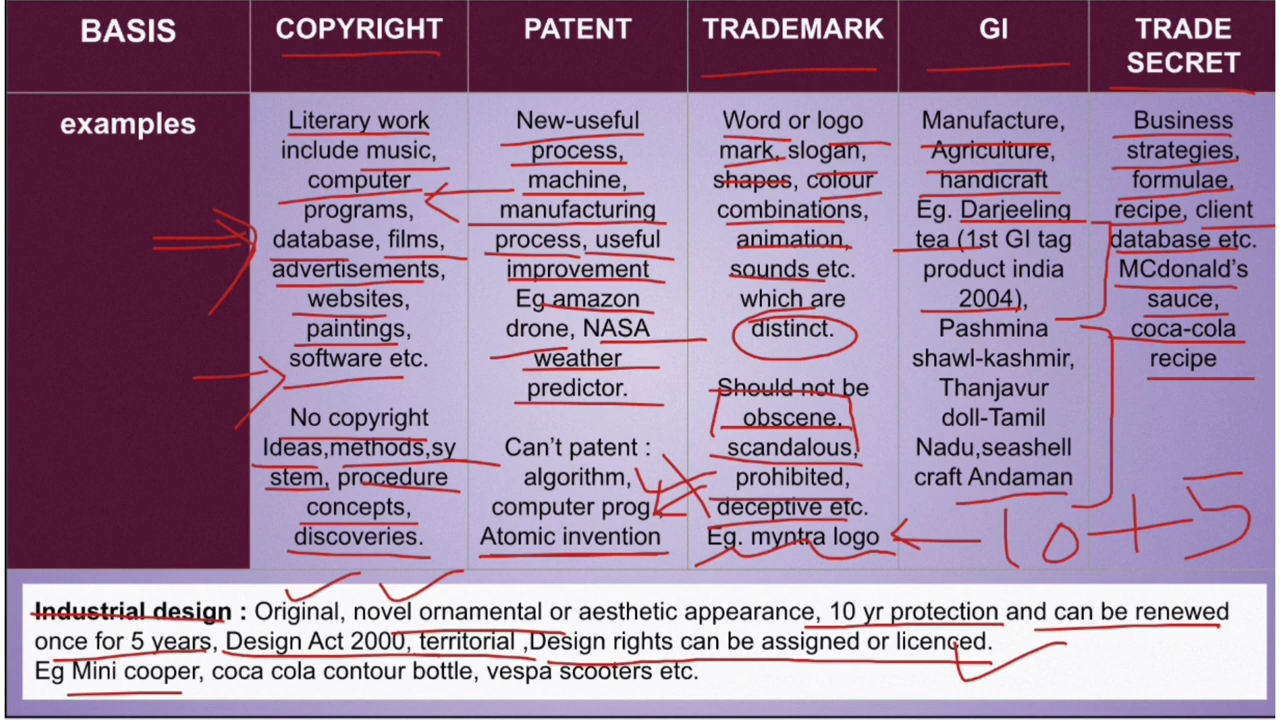 BASIS
COPYRIGHT
PATENT
TRADEMARK
GI
TRADE
SECRET
examples
Literary work
include music,
computer
programs,
database, films,
advertisements,
websites,
paintings,
software etc.
No copyright
Ideas,methods,sy
stem, procedure
concepts,
discoveries.
New-useful
process,
machine,
manufacturing
process, useful
improvement
Eg amazon
drone, NASA
weather
predictor.
Can't patent :
algorithm,
computer prog,
Atomic invention
Word or logo
mark, slogan,
shapes, colour
combinations,
animation,
sounds etc.
which are
distinct.
Should not be
obscene,
scandalous,
prohibited,
deceptive etc.
Eg. myntra logo
Manufacture,
Agriculture,
handicraft
Eg. Darjeeling
tea (1st GI tag
product india
2004),
Pashmina
shawl-kashmir,
Thanjavur
doll-Tamil
Nadu,seashell
craft Andaman
Business
strategies,
formulae,
recipe, client
database etc.
MCdonald's
sauce,
coca-cola
recipe
10+5
Industrial design : Original, novel ornamental or aesthetic appearance, 10 yr protection and can be renewed
once for 5 years, Design Act 2000, territorial ,Design rights can be assigned or licenced.
Eg Mini cooper, coca cola contour bottle, vespa scooters etc.